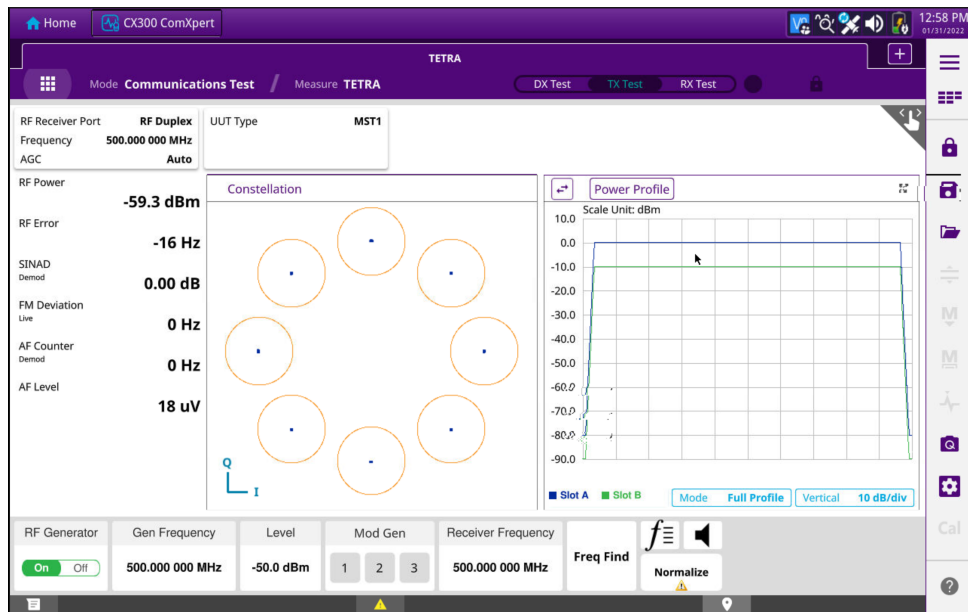 Home
CX300 ComXpert
12:58 PM
01/31/2022
TETRA
Mode Communications Test / Measure TETRA
DX Test TX Test RX Test
RF Receiver Port RF Duplex
Frequency 500.000 000 MHz
AGC Auto
UUT Type MST1
RF Power
-59.3 dBm
RF Error
-16 Hz
SINAD
Demod
0.00 dB
FM Deviation
Live
0 Hz
AF Counter
Demod
0 Hz
AF Level
18 uV
Constellation
Q
I
Power Profile
Scale Unit: dBm
10.0
0.0
-10.0
-20.0
-30.0
-40.0
-50.0
-60.0
-70.0
-80.0
-90.0
Slot A Slot B
Mode Full Profile
Vertical 10 dB/div
M
M
Cal
RF Generator
On Off
Gen Frequency
500.000 000 MHz
Level
-50.0 dBm
Mod Gen
1 2 3
Receiver Frequency
500.000 000 MHz
Freq Find
Normalize